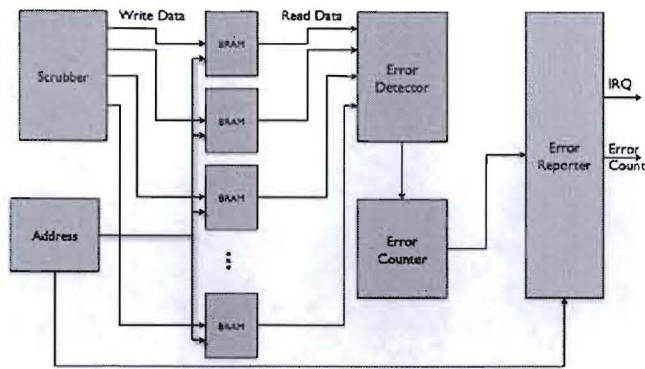 Write Data
Read Data
Scrubber
BRAM
Error
Detector
IRQ
BRAM
Error
Reporter
Error
Count
BRAM
Address
Error
Counter
BRAM